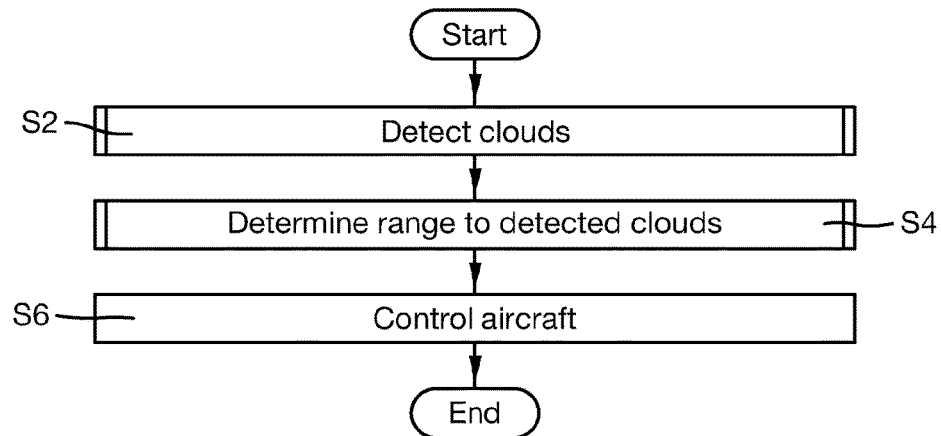 Start
S2
Detect clouds
Determine range to detected clouds
S4
S6
Control aircraft
End